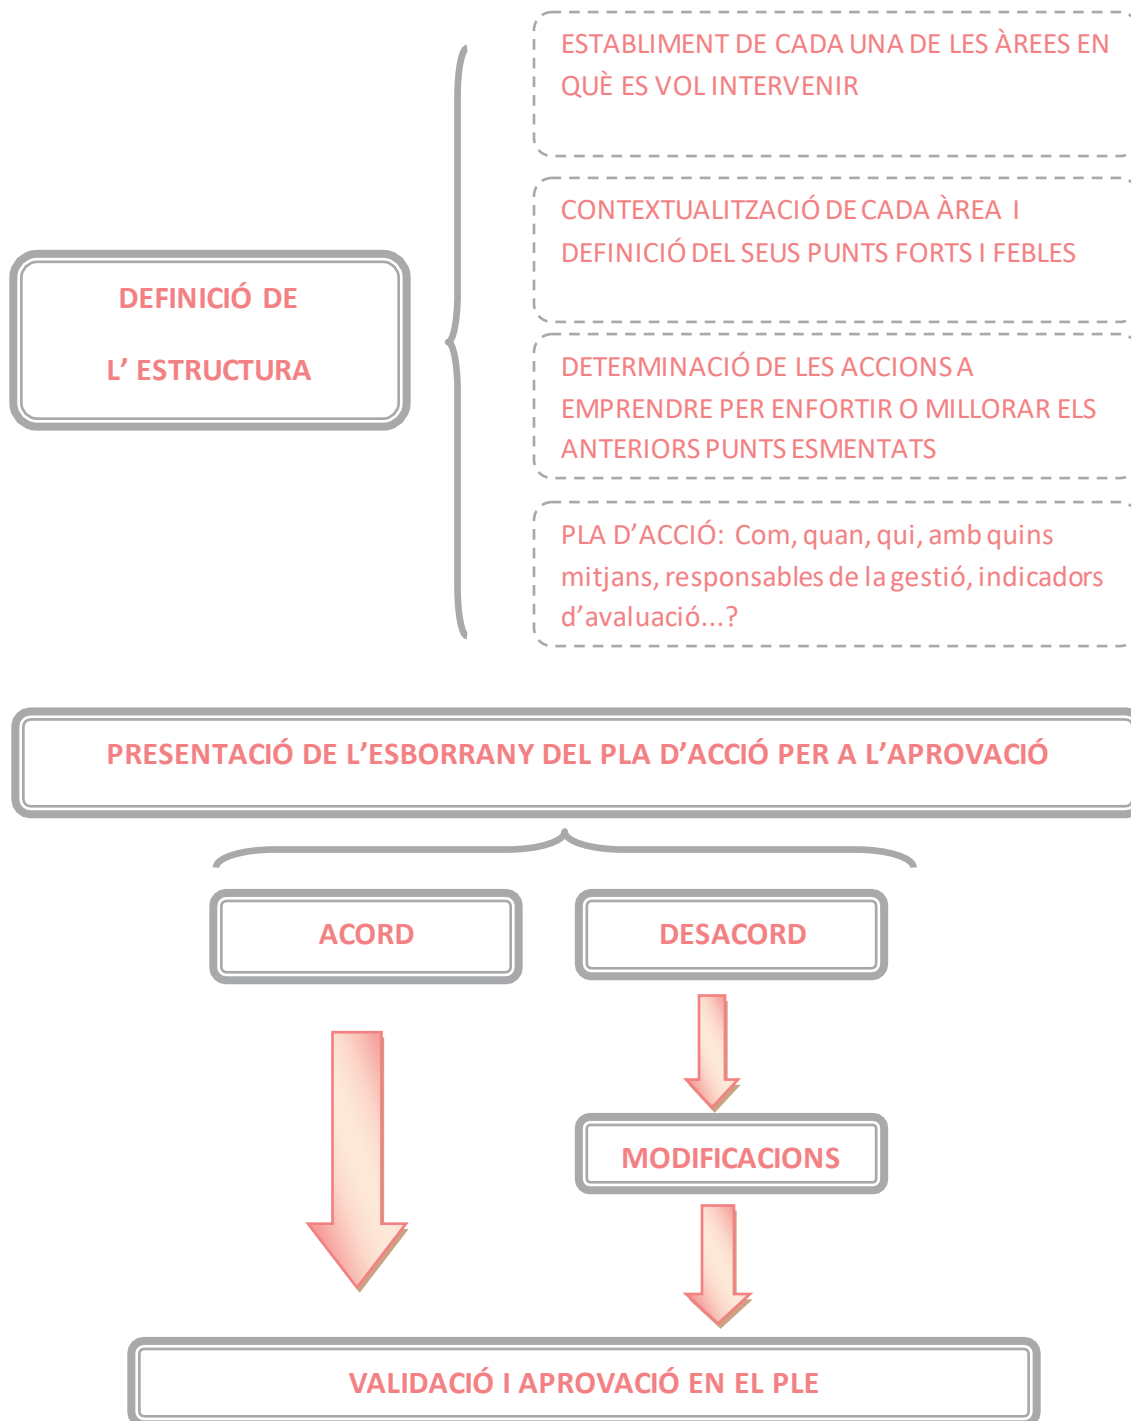 ESTABLIMENT DE CADA UNA DE LES ÀREES EN
QUÈ ES VOL INTERVENIR
CONTEXTUALITZACIÓ DE CADA ÀREA I
DEFINICIÓ DEL SEUS PUNTS FORTS I FEBLES
DEFINICIÓ DE
L' ESTRUCTURA
DETERMINACIÓ DE LES ACCIONS A
EMPRENDRE PER ENFORTIR O MILLORAR ELS
ANTERIORS PUNTS ESMENTATS
PLA D'ACCIÓ: Com, quan, qui, amb quins
mitjans, responsables de la gestió, indicadors
d'avaluació...?
PRESENTACIÓ DE L'ESBORRANY DEL PLA D'ACCIÓ PER A L'APROVACIÓ
ACORD
DESACORD
MODIFICACIONS
VALIDACIÓ I APROVACIÓ EN EL PLE